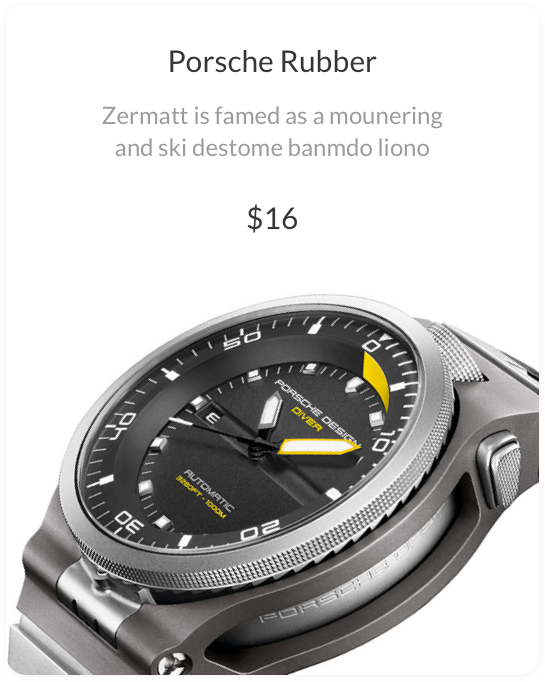 Porsche Rubber
Zermatt is famed as a mounering
and ski destome banmdo liono
$16
50
0
10
20
30
40
PORSCHE DESIGN
DIVER
E
AUTOMATIC
3280FT - 1000M
PORSCHE